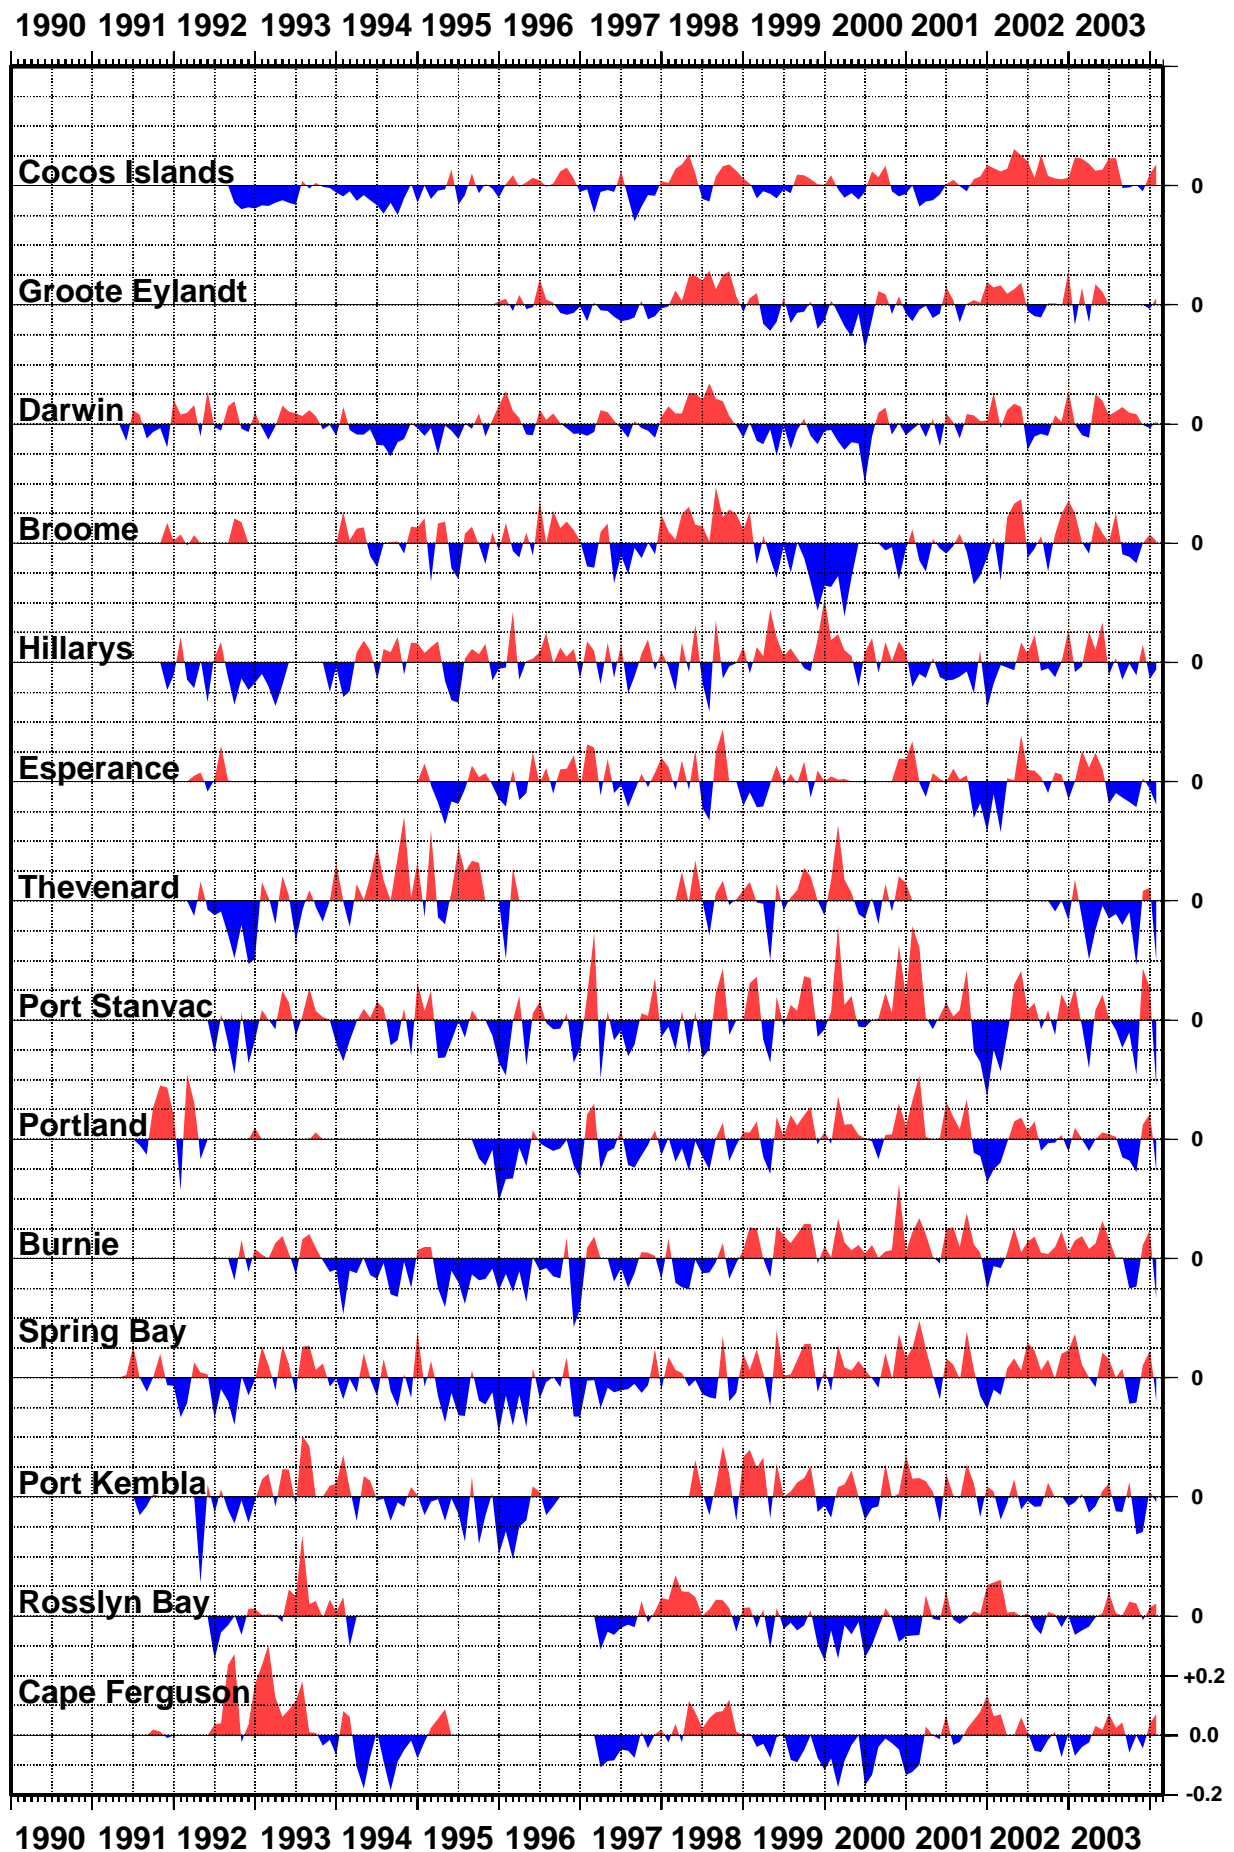 1990 1991 1992 1993 1994 1995 1996 1997 1998 1999 2000 2001 2002 2003
Cocos Islands 0
Groote Eylandt 0
Darwin 0
Broome 0
Hillarys 0
Esperance 0
Thevenard 0
Port Stanvac 0
Portland 0
Burnie 0
Spring Bay 0
Port Kembla 0
Rosslyn Bay 0
+0.2
Cape Ferguson
0.0
-0.2
1990 1991 1992 1993 1994 1995 1996 1997 1998 1999 2000 2001 2002 2003